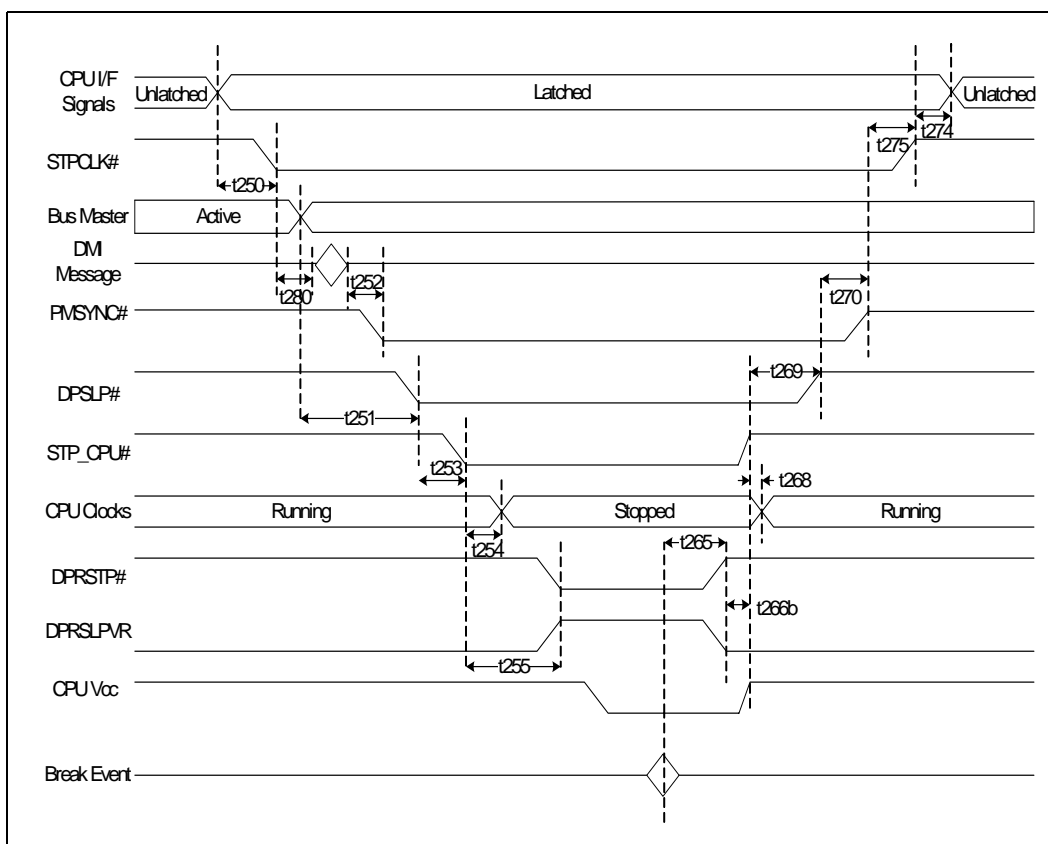 CPU I/F
Signals
Unlatched
Latched
Unlatched
t274
t275
STPCLK#
t250
Bus Master
Active
DMI
Message
t280
t252
t270
PMSYNC#
t269
DPSLP#
t251
STP_CPU#
t253
t268
CPU Clocks
Running
Stopped
Running
t254
t265
DPRSTP#
t266b
DPRSLPVR
t255
CPU Vcc
Break Event